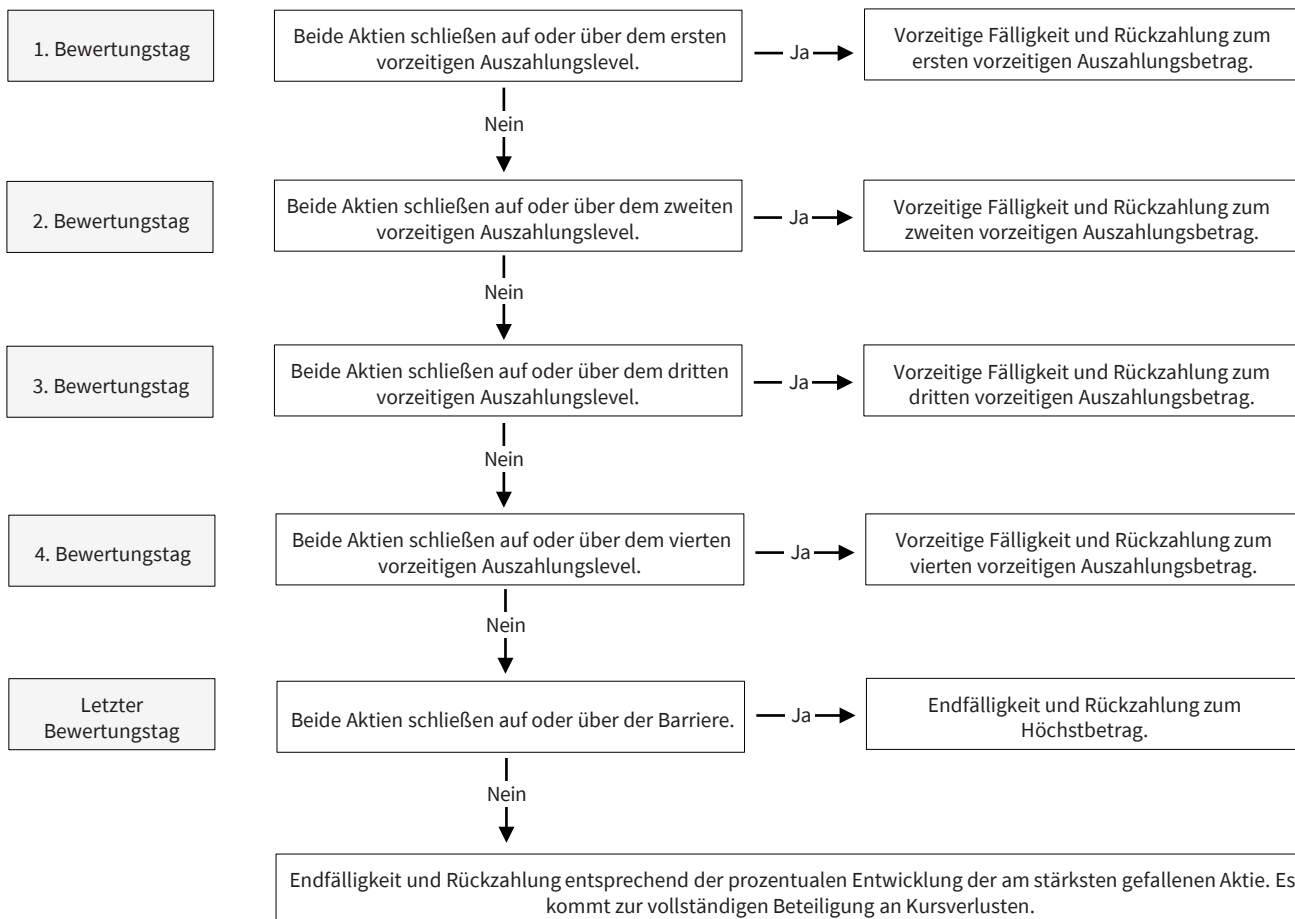 1. Bewertungstag
Beide Aktien schließen auf oder über dem ersten
vorzeitigen Auszahlungslevel.
Ja
Vorzeitige Fälligkeit und Rückzahlung zum
ersten vorzeitigen Auszahlungsbetrag.
Nein
2. Bewertungstag
Beide Aktien schließen auf oder über dem zweiten
vorzeitigen Auszahlungslevel.
Ja
Vorzeitige Fälligkeit und Rückzahlung zum
zweiten vorzeitigen Auszahlungsbetrag.
Nein
3. Bewertungstag
Beide Aktien schließen auf oder über dem dritten
vorzeitigen Auszahlungslevel.
Ja
Vorzeitige Fälligkeit und Rückzahlung zum
dritten vorzeitigen Auszahlungsbetrag.
Nein
4. Bewertungstag
Beide Aktien schließen auf oder über dem vierten
vorzeitigen Auszahlungslevel.
Ja
Vorzeitige Fälligkeit und Rückzahlung zum
vierten vorzeitigen Auszahlungsbetrag.
Nein
Letzter
Bewertungstag
Beide Aktien schließen auf oder über der Barriere.
Ja
Endfälligkeit und Rückzahlung zum
Höchstbetrag.
Nein
Endfälligkeit und Rückzahlung entsprechend der prozentualen Entwicklung der am stärksten gefallenen Aktie. Es
kommt zur vollständigen Beteiligung an Kursverlusten.